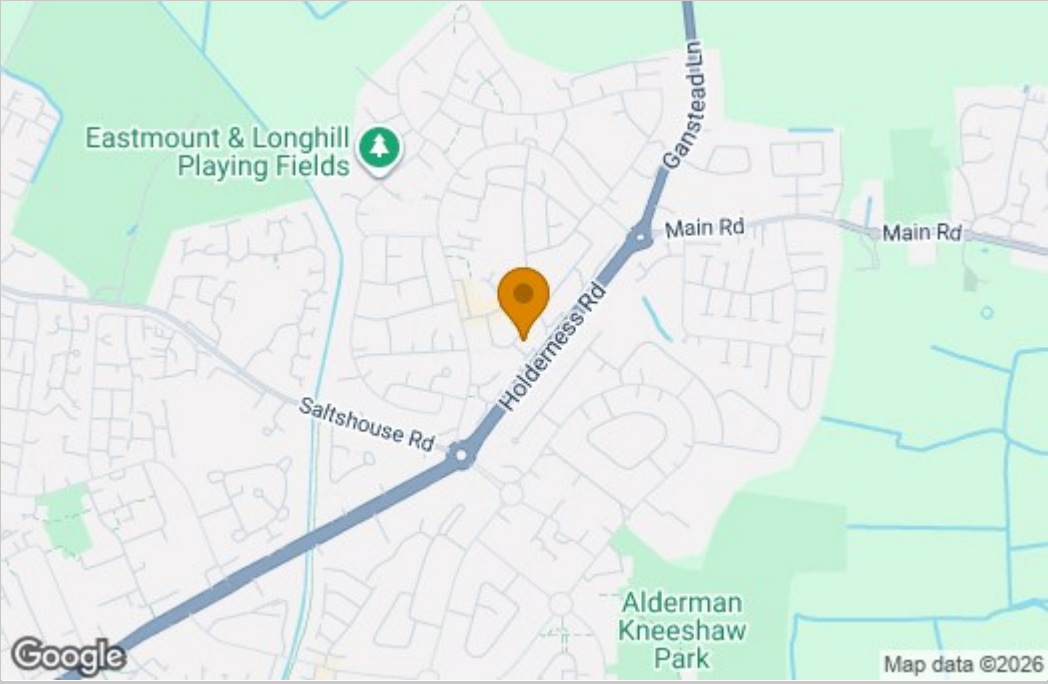 Ganstead Ln
Eastmount & Longhill
Playing Fields
Main Rd
Main Rd
Holderness Rd
Saltshouse Rd
Alderman
Kneeshaw
Park
Google
Map data ©2026